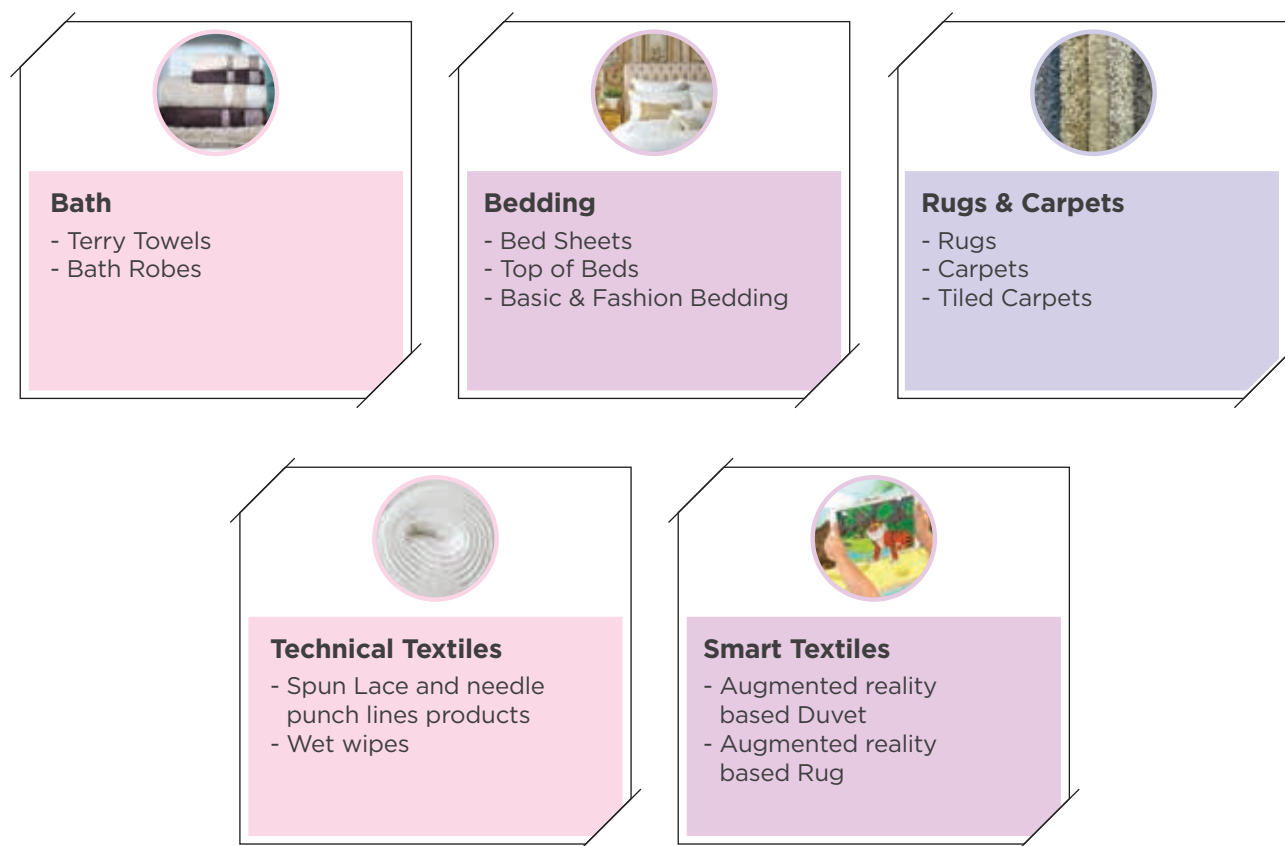 Bath
- Terry Towels
- Bath Robes
Bedding
- Bed Sheets
- Top of Beds
- Basic & Fashion Bedding
Rugs & Carpets
- Rugs
- Carpets
- Tiled Carpets
Technical Textiles
- Spun Lace and needle
punch lines products
- Wet wipes
Smart Textiles
- Augmented reality
based Duvet
- Augmented reality
based Rug